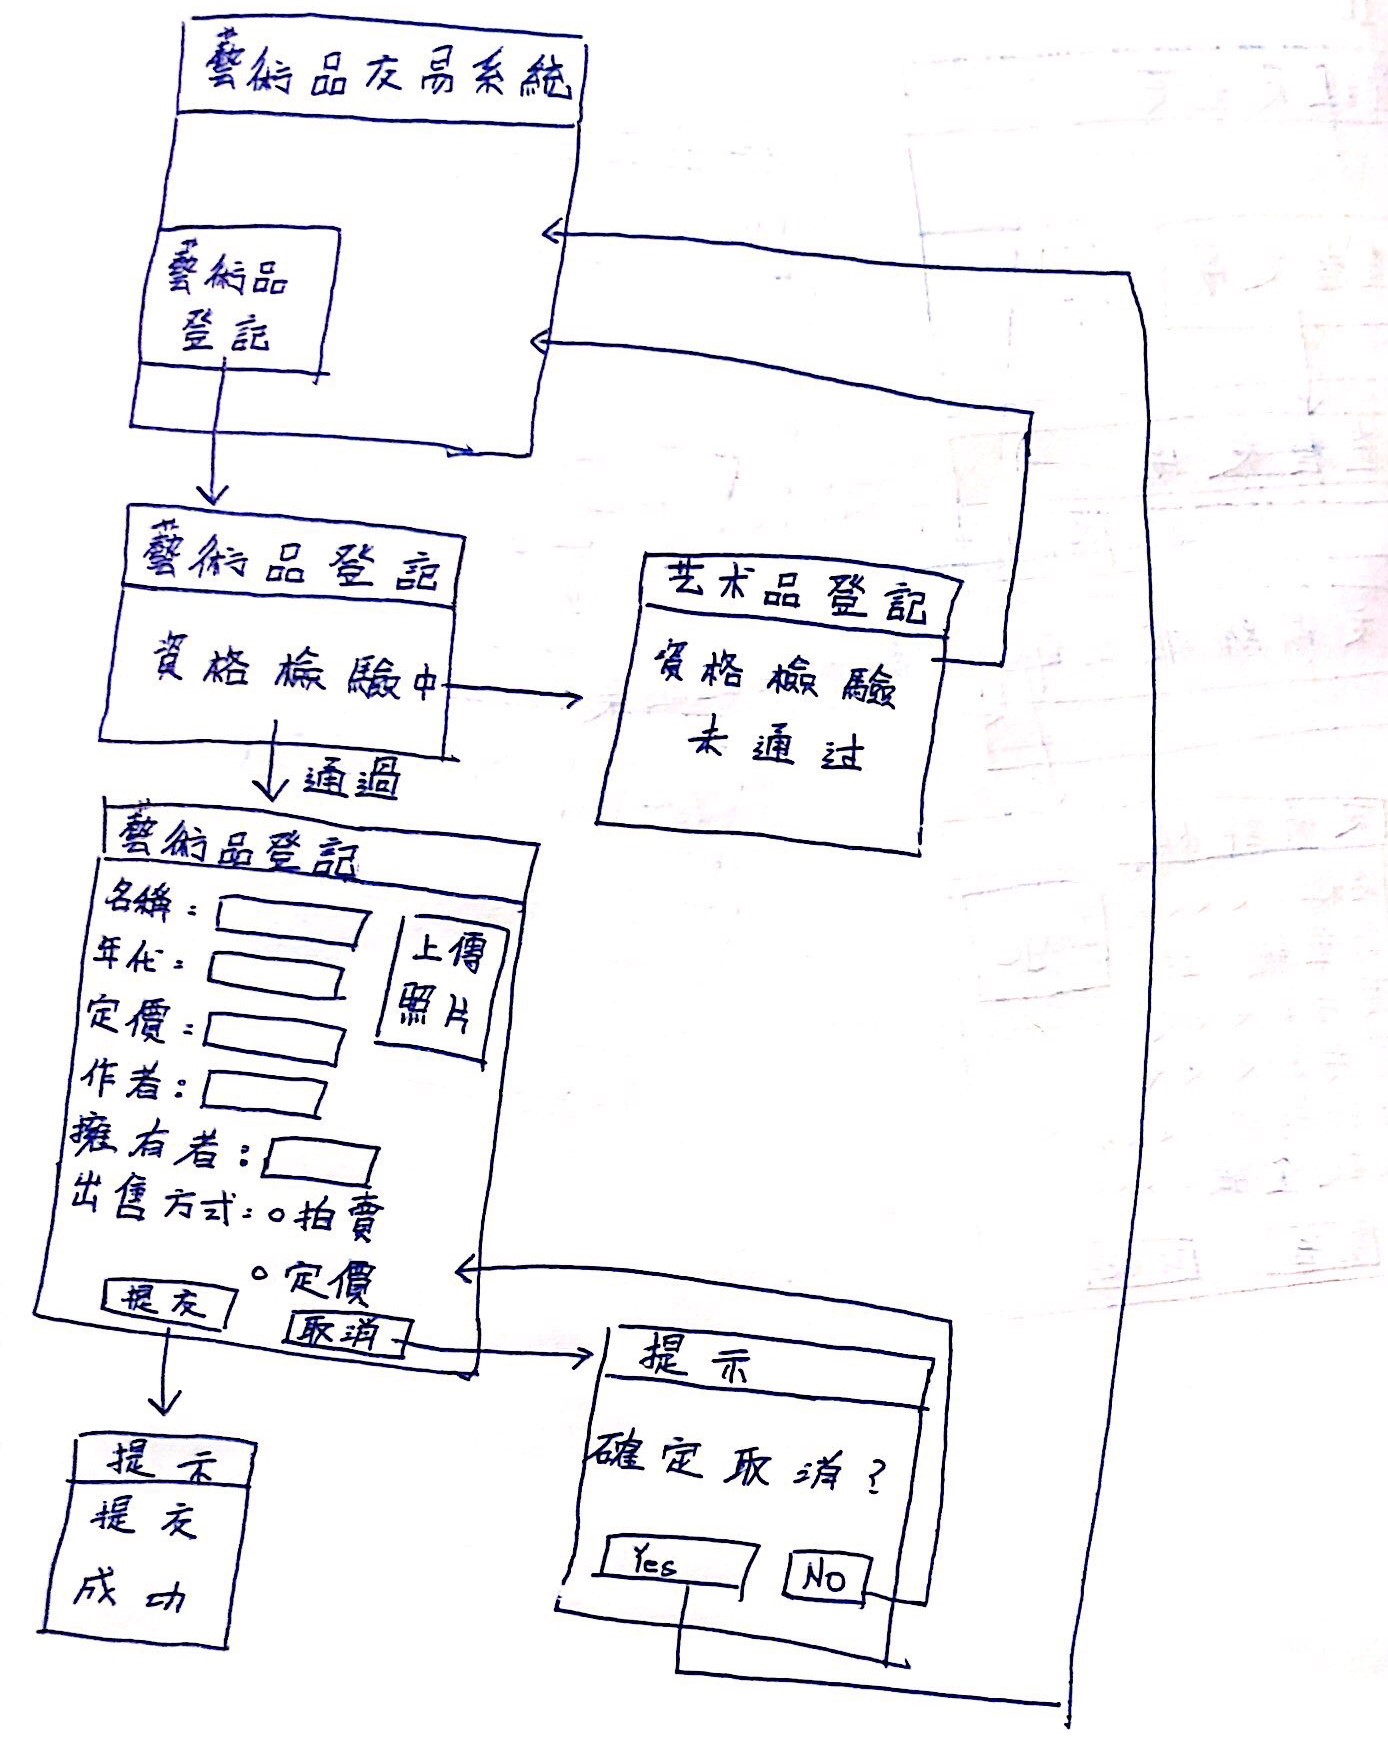 藝術品交易系統
藝術品
登記
藝術品登記
資格檢驗中
艺术品登記
資格檢驗
未通过
通過
藝術品登記
名稱：
年代：
定價：
作者：
擁有者：
出售方式：○拍賣
○定價
上傳
照片
提交
取消
提示
確定取消？
Yes
NO
提示
提交
成功